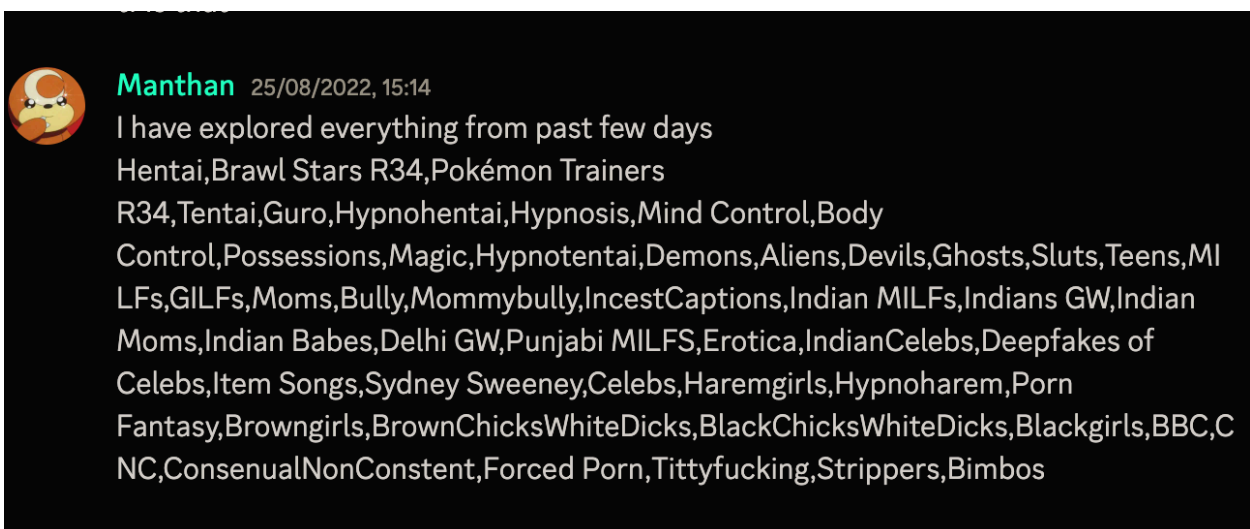 Manthan 25/08/2022, 15:14
I have explored everything from past few days
Hentai,Brawl Stars R34,Pokémon Trainers
R34,Tentai,Guro,Hypnohentai,Hypnosis,Mind Control,Body
Control,Possessions,Magic,Hypnotentai,Demons,Aliens,Devils,Ghosts,Sluts,Teens,MI
LFs,GILFs,Moms,Bully,Mommybully,IncestCaptions,Indian MILFs,Indians GW,Indian
Moms,Indian Babes,Delhi GW,Punjabi MILFS,Erotica,IndianCelebs,Deepfakes of
Celebs,Item Songs,Sydney Sweeney,Celebs,Haremgirls,Hypnoharem,Porn
Fantasy,Browngirls,BrownChicksWhiteDicks,BlackChicksWhiteDicks,Blackgirls,BBC,C
NC,ConsenualNonConstent,Forced Porn,Tittyfucking,Strippers,Bimbos